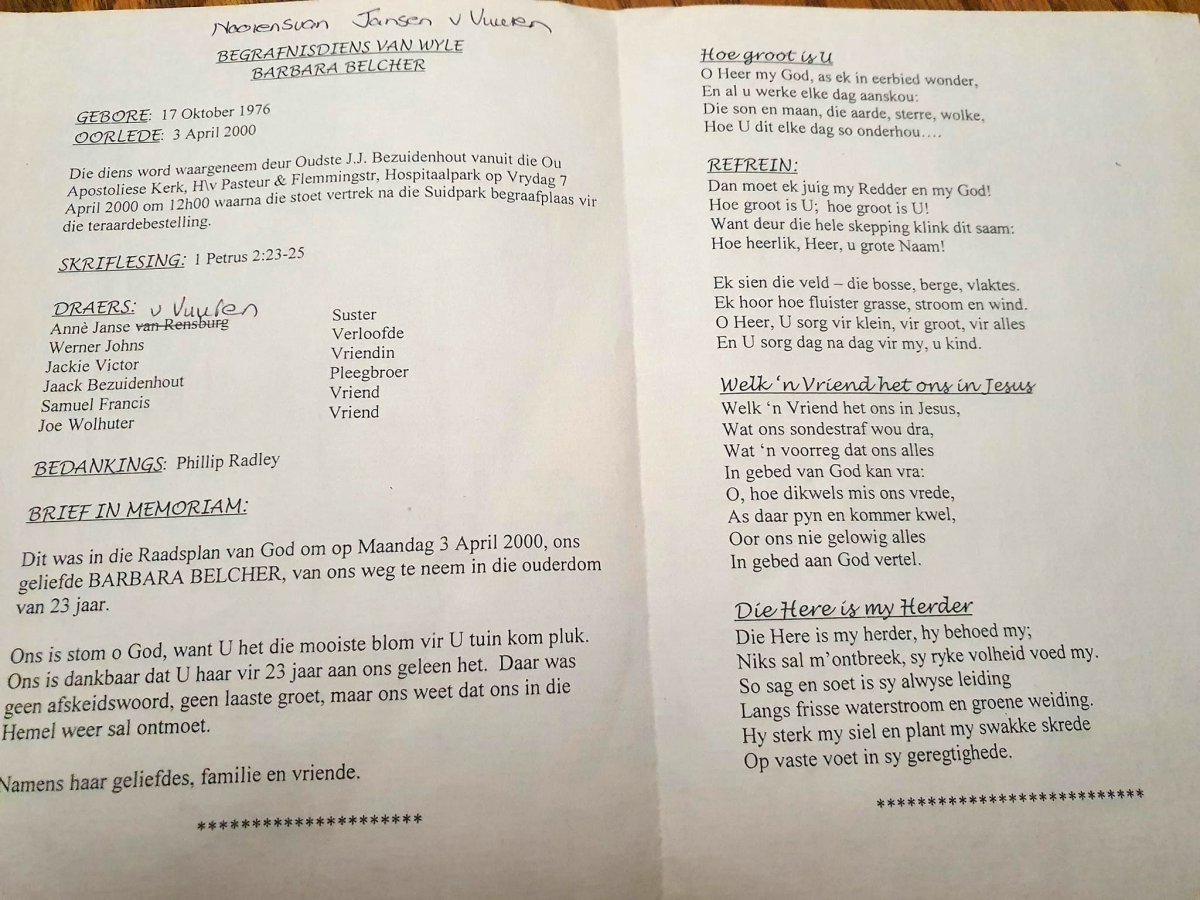 Nooiensvan Jansen v Vuuren
BEGRAFNISDIENS VAN WYLE
BARBARA BELCHER
GEBORE: 17 Oktober 1976
OORLEDE: 3 April 2000
Die diens word waargeneem deur Oudste J.J. Bezuidenhout vanuit die Ou
Apostoliese Kerk, H\v Pasteur & Flemmingstr, Hospitaalpark op Vrydag 7
April 2000 om 12h00 waarna die stoet vertrek na die Suidpark begraafplaas vir
die teraardebestelling.
SKRIFLESING: 1 Petrus 2:23-25
DRAERS: v Vuuren
Annè Janse van Rensburg Suster
Werner Johns Verloofde
Jackie Victor Vriendin
Jaack Bezuidenhout Pleegbroer
Samuel Francis Vriend
Joe Wolhuter Vriend
BEDANKINGS: Phillip Radley
BRIEF IN MEMORIAM:
Dit was in die Raadsplan van God om op Maandag 3 April 2000, ons
geliefde BARBARA BELCHER, van ons weg te neem in die ouderdom
van 23 jaar.
Ons is stom o God, want U het die mooiste blom vir U tuin kom pluk.
Ons is dankbaar dat U haar vir 23 jaar aan ons geleen het. Daar was
geen afskeidswoord, geen laaste groet, maar ons weet dat ons in die
Hemel weer sal ontmoet.
Namens haar geliefdes, familie en vriende.
*********************
Hoe groot is U
O Heer my God, as ek in eerbied wonder,
En al u werke elke dag aanskou:
Die son en maan, die aarde, sterre, wolke,
Hoe U dit elke dag so onderhou….
REFREIN:
Dan moet ek juig my Redder en my God!
Hoe groot is U; hoe groot is U!
Want deur die hele skepping klink dit saam:
Hoe heerlik, Heer, u grote Naam!
Ek sien die veld – die bosse, berge, vlaktes.
Ek hoor hoe fluister grasse, stroom en wind.
O Heer, U sorg vir klein, vir groot, vir alles
En U sorg dag na dag vir my, u kind.
Welk ‘n Vriend het ons in Jesus
Welk ‘n Vriend het ons in Jesus,
Wat ons sondestraf wou dra,
Wat ‘n voorreg dat ons alles
In gebed van God kan vra:
O, hoe dikwels mis ons vrede,
As daar pyn en kommer kwel,
Oor ons nie gelowig alles
In gebed aan God vertel.
Die Here is my Herder
Die Here is my herder, hy behoed my;
Niks sal m’ontbreek, sy ryke volheid voed my.
So sag en soet is sy alwyse leiding
Langs frisse waterstroom en groene weiding.
Hy sterk my siel en plant my swakke skrede
Op vaste voet in sy geregtighede.
**************************